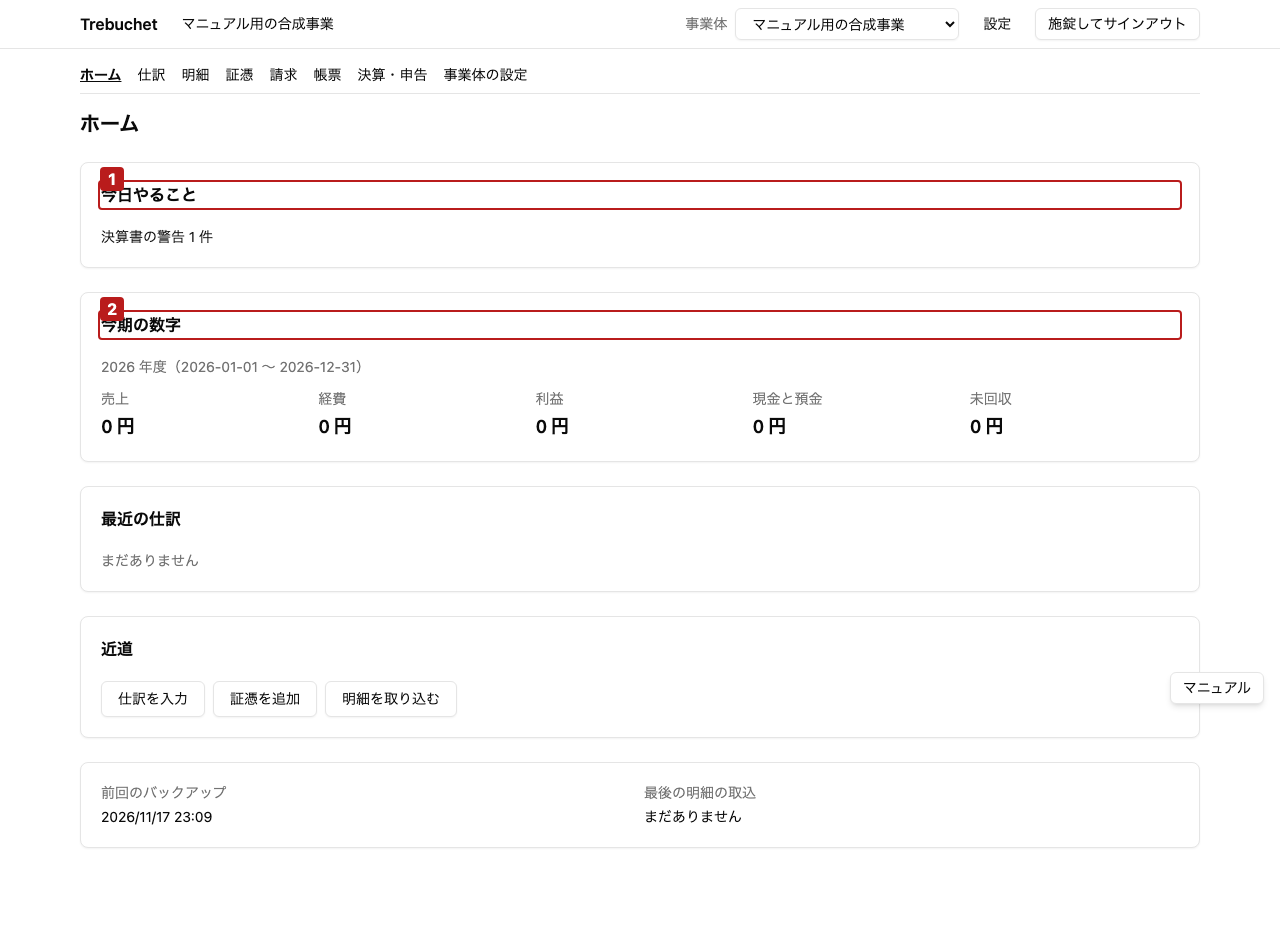 Trebuchet マニュアル用の合成事業 事業体 マニュアル用の合成事業 設定 施錠してサインアウト
ホーム 仕訳 明細 証憑 請求 帳票 決算・申告 事業体の設定
ホーム
1
今日やること
決算書の警告 1 件
2
今期の数字
2026 年度（2026-01-01 〜 2026-12-31）
売上 経費 利益 現金と預金 未回収
0 円 0 円 0 円 0 円 0 円
最近の仕訳
まだありません
近道
仕訳を入力 証憑を追加 明細を取り込む
マニュアル
前回のバックアップ 最後の明細の取込
2026/11/17 23:09 まだありません